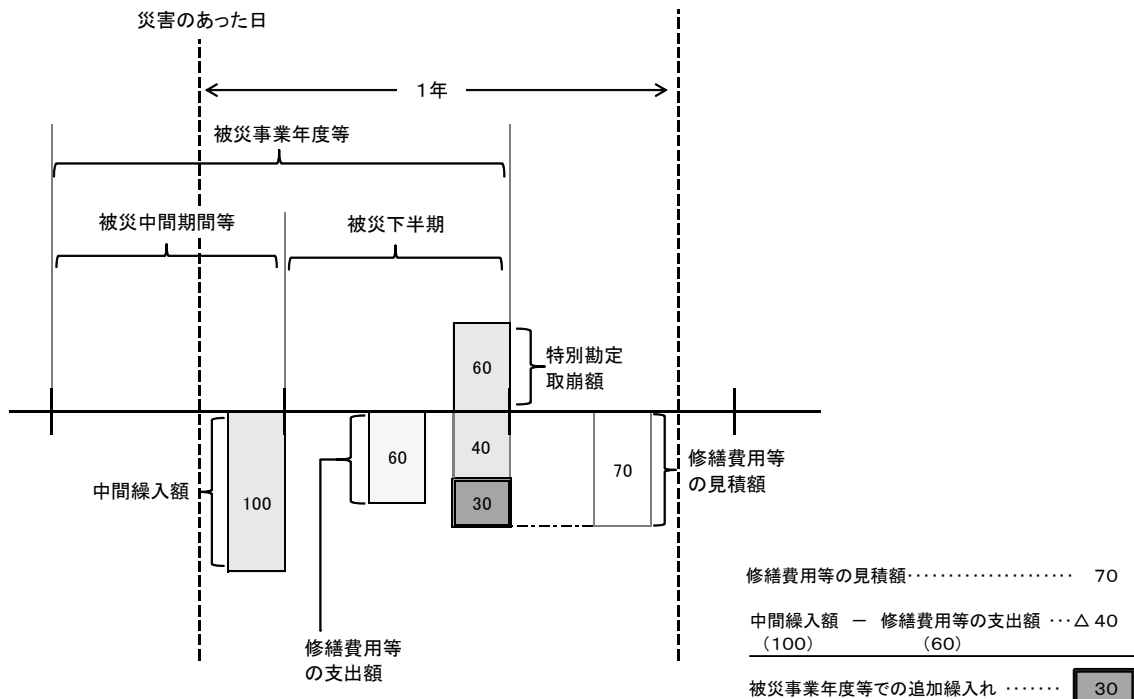 災害のあった日
1年
被災事業年度等
被災中間期間等
被災下半期
60
特別勘定
取崩額
60
40
70
修繕費用等
の見積額
中間繰入額
100
30
修繕費用等
の支出額
修繕費用等の見積額‥‥‥‥‥‥‥‥‥‥ 70
中間繰入額 － 修繕費用等の支出額 ‥･△ 40
(100) (60)
被災事業年度等での追加繰入れ ‥‥‥･ 30